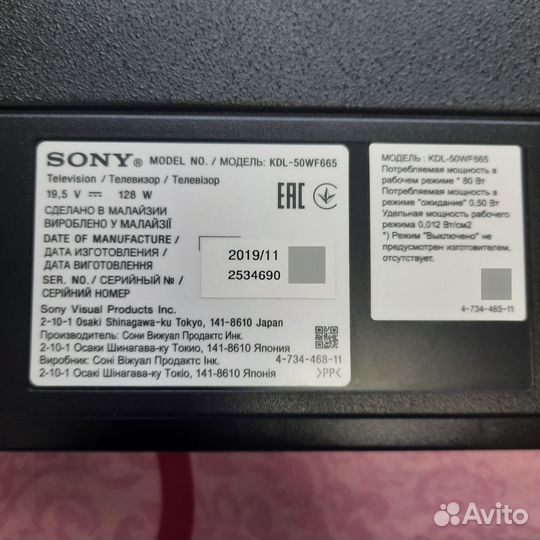 SONY® MODEL NO. / МОДЕЛЬ: KDL-50WF665
Television / Телевизор / Телевізор
19,5 V ⎓ 128 W
СДЕЛАНО В МАЛАЙЗИИ
ВИРОБЛЕНО У МАЛАЙЗІЇ
DATE OF MANUFACTURE /
ДАТА ИЗГОТОВЛЕНИЯ /
ДАТА ВИГОТОВЛЕННЯ
SER. NO. / СЕРИЙНЫЙ № /
СЕРІЙНИЙ НОМЕР
EAC
2019/11
2534690
Sony Visual Products Inc.
2-10-1 Osaki Shinagawa-ku Tokyo, 141-8610 Japan
Производитель: Сони Вижуал Продактс Инк.
2-10-1 Осаки Шинагава-ку Токио, 141-8610 Япония
Виробник: Соні Віжуал Продактс Інк.
2-10-1 Осакі Шінагава-ку Токіо, 141-8610 Японія
4-734-468-11
>PP<
МОДЕЛЬ : KDL-50WF665
Потребляемая мощность в
рабочем режиме * 80 Вт
Потребляемая мощность в
режиме "ожидание" 0,50 Вт
Удельная мощность рабочего
режима 0,012 Вт/см2
*) Режим "Выключено" не
предусмотрен изготовителем,
отсутствует.
4-734-465-11
Avito